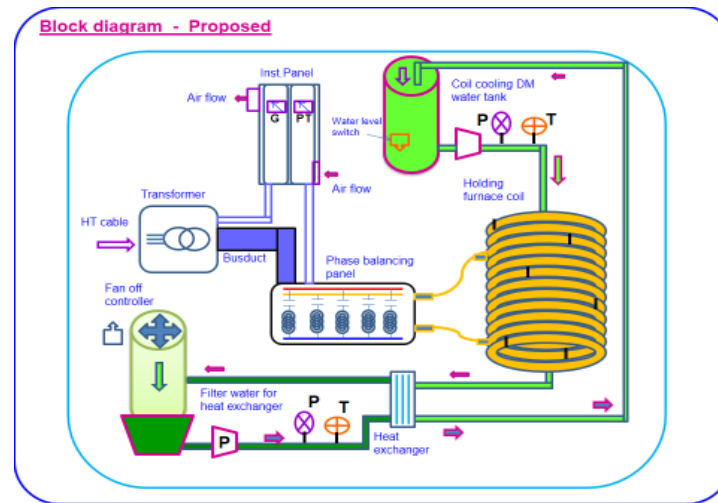 Block diagram - Proposed
Inst.Panel
Air flow
G
PT
Coil cooling DM
water tank
Water level
switch
P
T
Air flow
Holding
furnace coil
Transformer
HT cable
Busduct
Phase balancing
panel
Fan off
controller
Filter water for
heat exchanger
P
T
P
Heat
exchanger